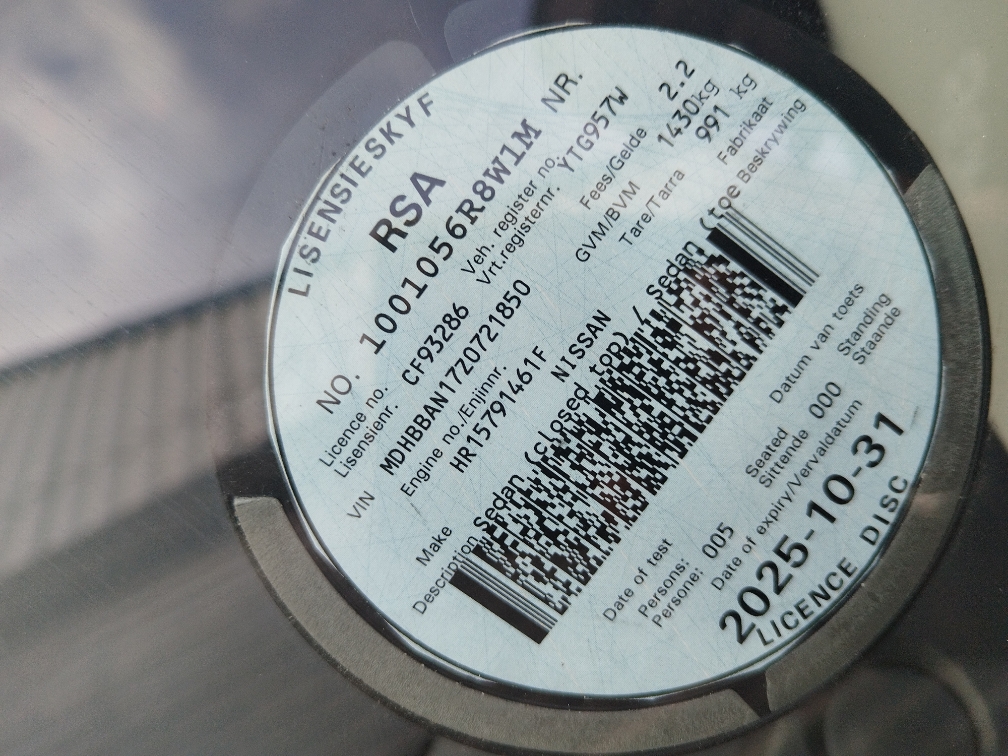 LISENSIESKYF
RSA
NO. 1001056R8W1M NR.
Licence no. CF93286 Veh. register no. YTG957W
Lisensienr. Vrt.registernr.
VIN MDHBBAN17Z0721850 Fees/Gelde 2.2
Engine no./Enjinnr. GVM/BVM 1430kg
HR15791461F Tare/Tarra 991 kg
Make NISSAN Fabrikaat
Description Sedan (closed top) / Sedan (toe Beskrywing
Date of test Datum van toets
Persons: 005 Seated 000 Standing
Persone: Sittende Staande
Date of expiry/Vervaldatum
2025-10-31
LICENCE DISC